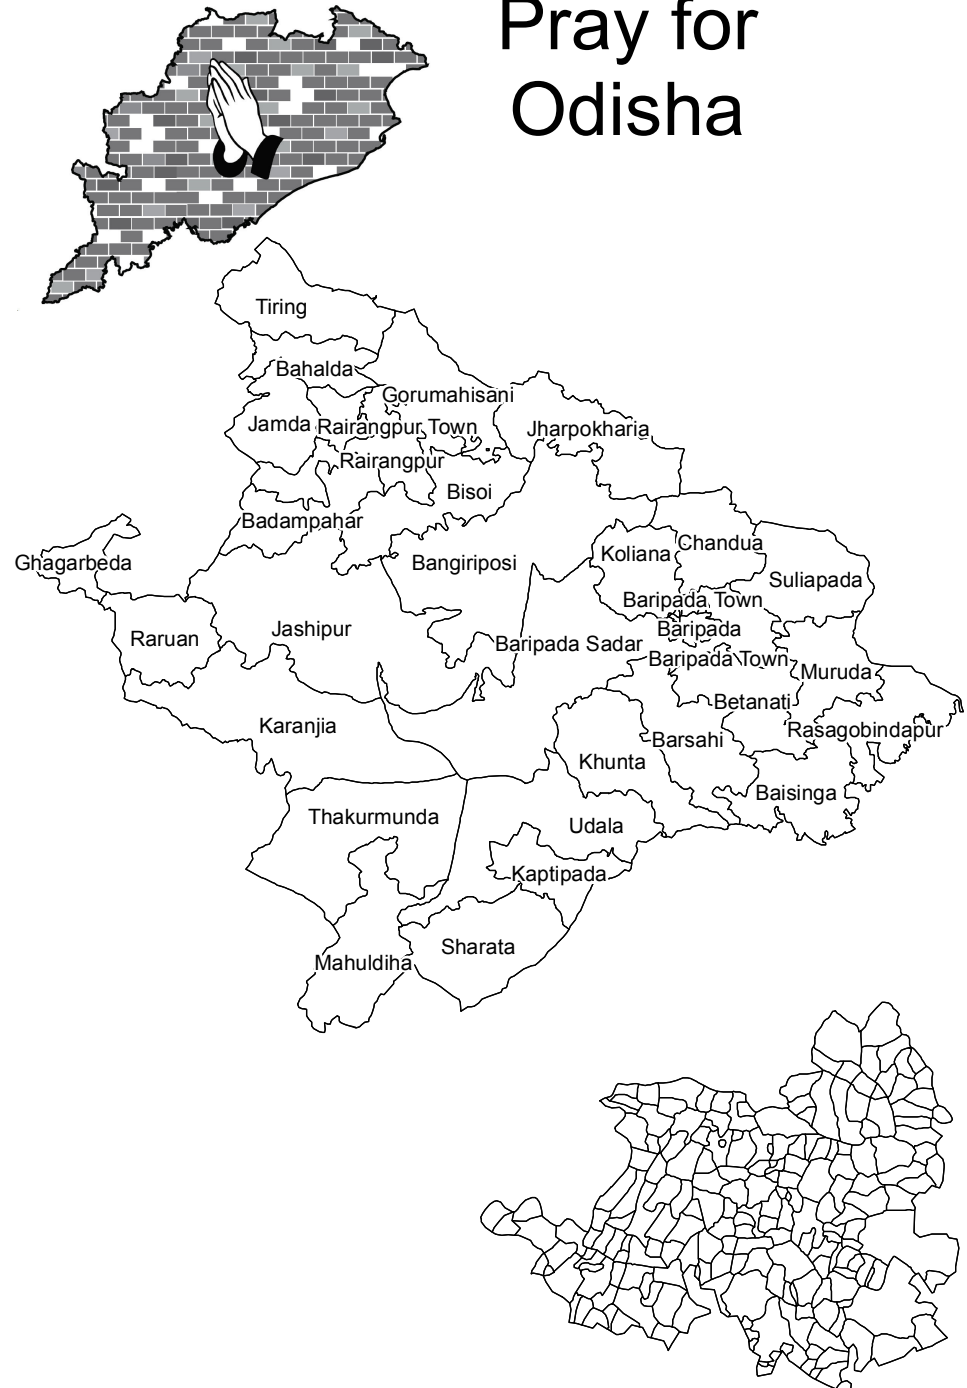 Pray for
Odisha
Tiring
Bahalda
Gorumahisani
Jamda
Rairangpur Town
Jharpokharia
Rairangpur
Bisoi
Badampahar
Ghagarbeda
Bangiriposi
Koliana
Chandua
Suliapada
Baripada Town
Raruan
Jashipur
Baripada Sadar
Baripada
Baripada Town
Muruda
Betanati
Karanjia
Barsahi
Rasagobindapur
Khunta
Baisinga
Thakurmunda
Udala
Kaptipada
Sharata
Mahuldiha